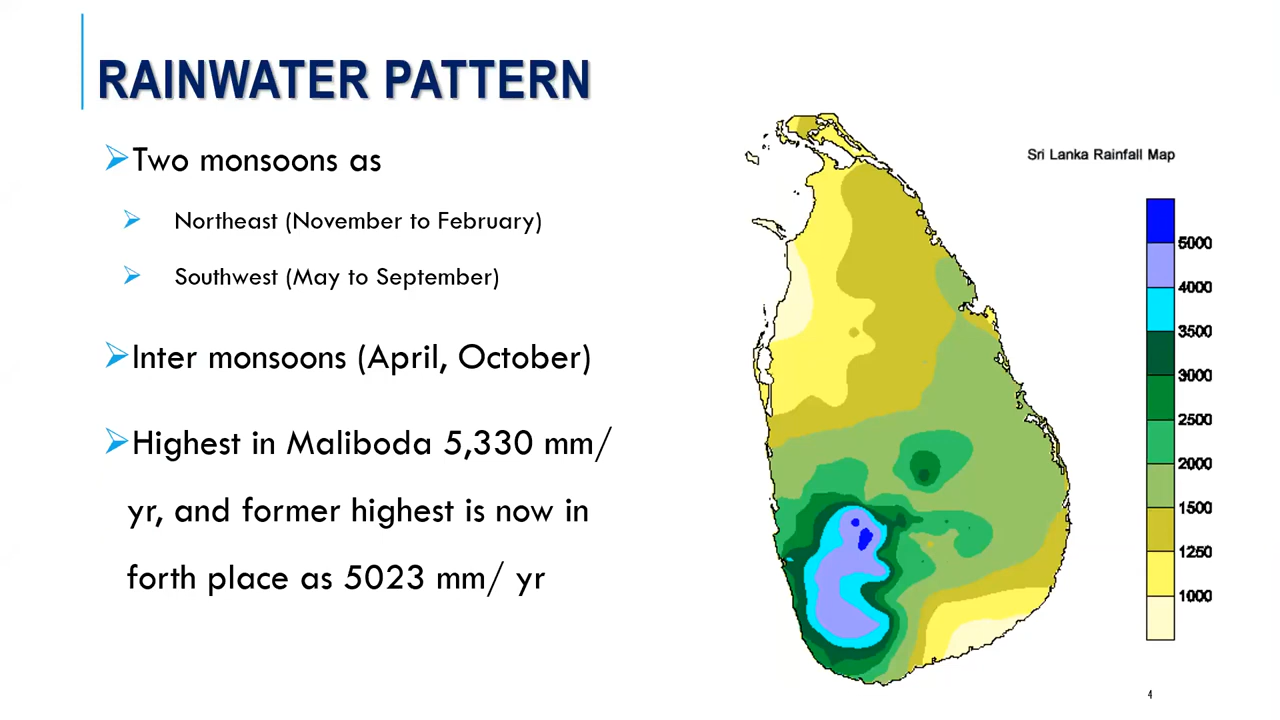 RAINWATER PATTERN
Two monsoons as
Northeast (November to February)
Southwest (May to September)
Inter monsoons (April, October)
Highest in Maliboda 5,330 mm/
yr, and former highest is now in
forth place as 5023 mm/ yr
Sri Lanka Rainfall Map
5000
4000
3500
3000
2500
2000
1500
1250
1000
4